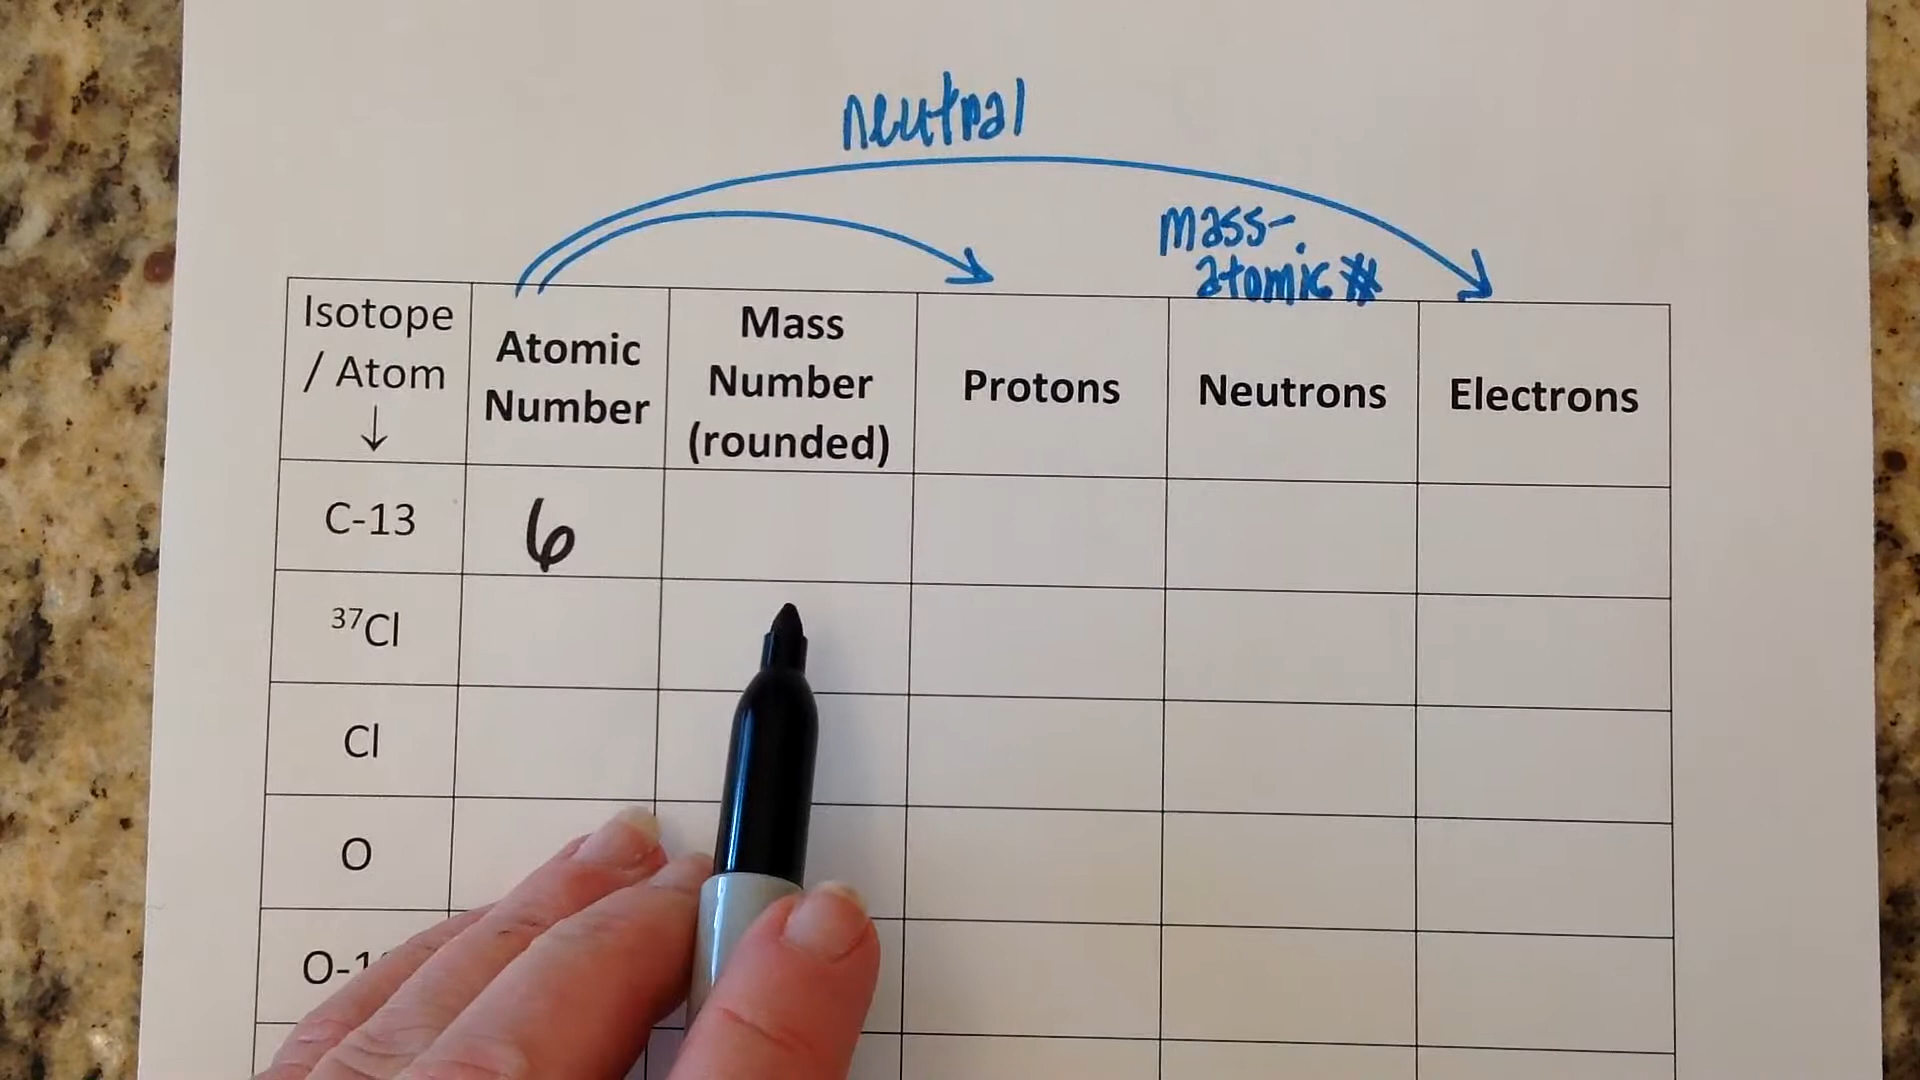 neutral
mass-
atomic #
Isotope
/ Atom
↓
Atomic
Number
Mass
Number
(rounded)
Protons
Neutrons
Electrons
C-13
6
³⁷Cl
Cl
O